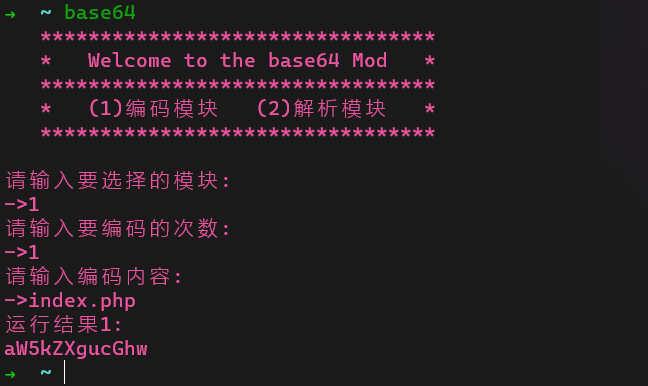 → ~ base64
*********************************
* Welcome to the base64 Mod *
*********************************
* (1)编码模块 (2)解析模块 *
*********************************
请输入要选择的模块:
->1
请输入要编码的次数:
->1
请输入编码内容:
->index.php
运行结果1:
aW5kZXgucGhw
→ ~